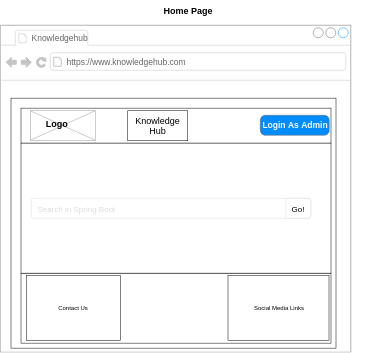 Home Page
Knowledgehub
https://www.knowledgehub.com
Logo
Knowledge
Hub
Login As Admin
Search in Spring Boot
Go!
Contact Us
Social Media Links